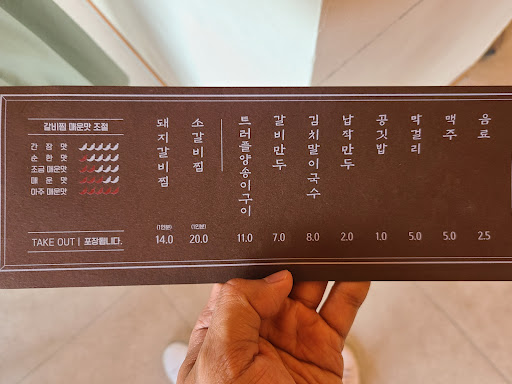 갈비찜 매운맛 조절
간장맛
순한맛
조금 매운맛
매운맛
아주 매운맛
TAKE OUT | 포장됩니다.
돼지갈비찜
(1인분)
14.0
소갈비찜
(1인분)
20.0
트러플양송이구이
11.0
갈비만두
7.0
김치말이국수
8.0
납작만두
2.0
공깃밥
1.0
막걸리
5.0
맥주
5.0
음료
2.5